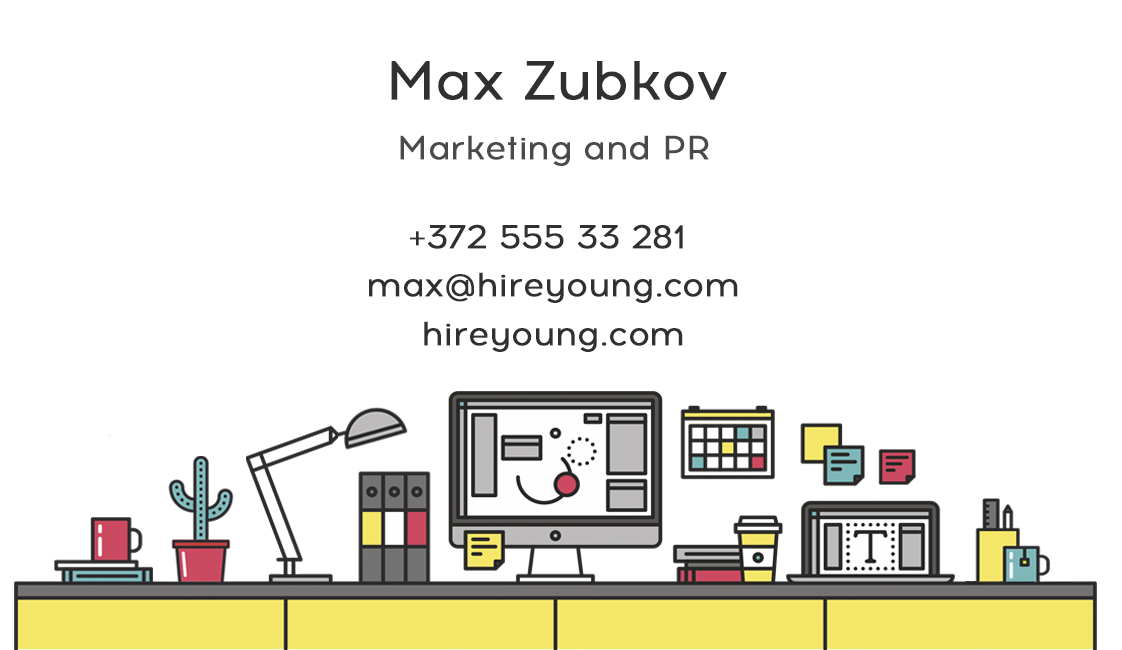 Max Zubkov
Marketing and PR
+372 555 33 281
max@hireyoung.com
hireyoung.com
T